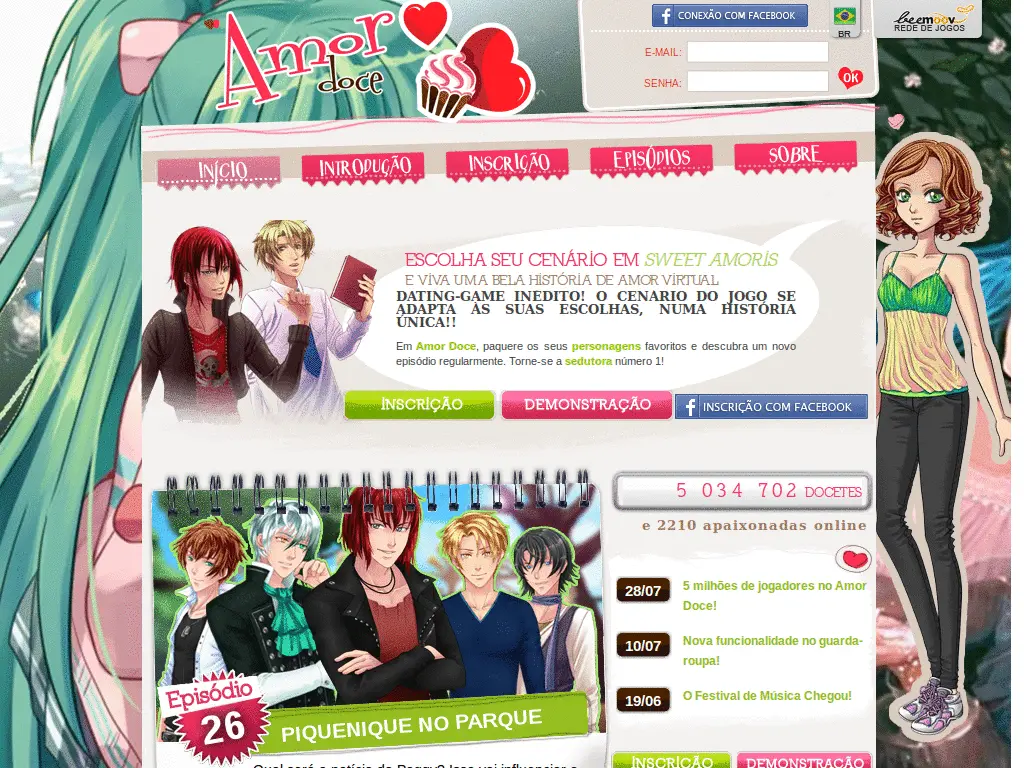 Amor
doce
CONEXÃO COM FACEBOOK
BR
beemoov
REDE DE JOGOS
E-MAIL:
SENHA:
OK
INÍCIO
INTRODUÇÃO
INSCRIÇÃO
EPISÓDIOS
SOBRE
ESCOLHA SEU CENÁRIO EM SWEET AMORIS
E VIVA UMA BELA HISTÓRIA DE AMOR VIRTUAL
DATING-GAME INEDITO! O CENARIO DO JOGO SE
ADAPTA ÀS SUAS ESCOLHAS, NUMA HISTÓRIA
ÚNICA!!
Em Amor Doce, paquere os seus personagens favoritos e descubra um novo
episódio regularmente. Torne-se a sedutora número 1!
INSCRIÇÃO
DEMONSTRAÇÃO
INSCRIÇÃO COM FACEBOOK
5 034 702 DOCETES
e 2210 apaixonadas online
28/07
5 milhões de jogadores no Amor
Doce!
10/07
Nova funcionalidade no guarda-
roupa!
19/06
O Festival de Música Chegou!
Episódio
26
PIQUENIQUE NO PARQUE
INSCRIÇÃO
DEMONSTRAÇÃO
Qual será a notícia da Peggy? Isso vai influenciar o